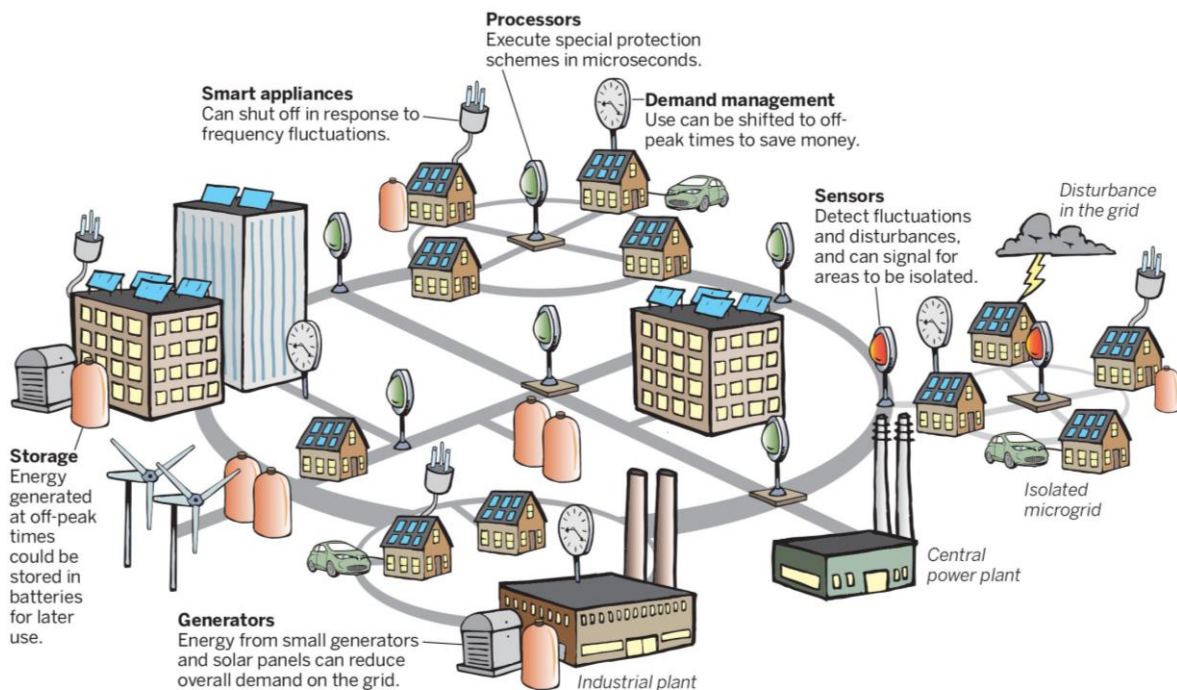 Processors
Execute special protection
schemes in microseconds.
Smart appliances
Can shut off in response to
frequency fluctuations.
Demand management
Use can be shifted to off-
peak times to save money.
Sensors
Detect fluctuations
and disturbances,
and can signal for
areas to be isolated.
Disturbance
in the grid
Storage
Energy
generated
at off-peak
times
could be
stored in
batteries
for later
use.
Isolated
microgrid
Central
power plant
Generators
Energy from small generators
and solar panels can reduce
overall demand on the grid.
Industrial plant